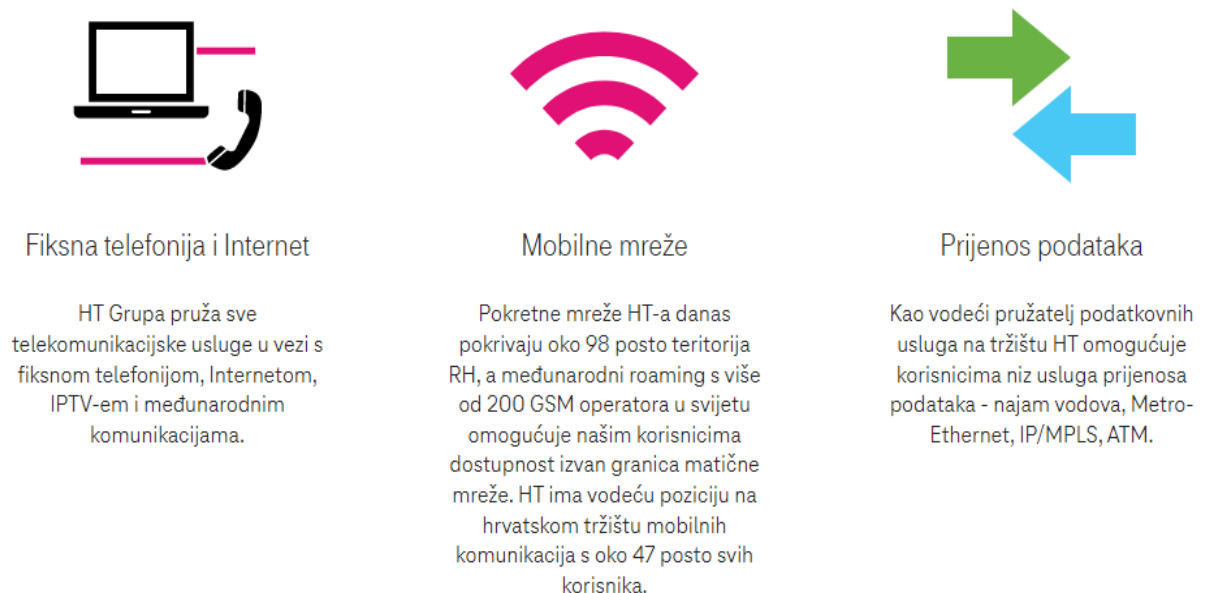 Fiksna telefonija i Internet
HT Grupa pruža sve
telekomunikacijske usluge u vezi s
fiksnom telefonijom, Internetom,
IPTV-em i međunarodnim
komunikacijama.
Mobilne mreže
Pokretne mreže HT-a danas
pokrivaju oko 98 posto teritorija
RH, a međunarodni roaming s više
od 200 GSM operatora u svijetu
omogućuje našim korisnicima
dostupnost izvan granica matične
mreže. HT ima vodeću poziciju na
hrvatskom tržištu mobilnih
komunikacija s oko 47 posto svih
korisnika.
Prijenos podataka
Kao vodeći pružatelj podatkovnih
usluga na tržištu HT omogućuje
korisnicima niz usluga prijenosa
podataka - najam vodova, Metro-
Ethernet, IP/MPLS, ATM.